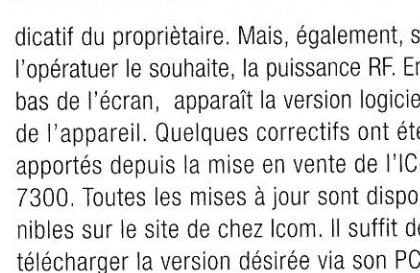 dicatif du propriètaire. Mais, également, s
l'opératuer le souhaite, la puissance RF. En
bas de l'écran, apparaît la version logicie
de l'appareil. Quelques correctifs ont été
apportés depuis la mise en vente de l'IC
7300. Toutes les mises à jour sont dispo
nibles sur le site de chez Icom. Il suffit de
télécharger la version désirée via son PC